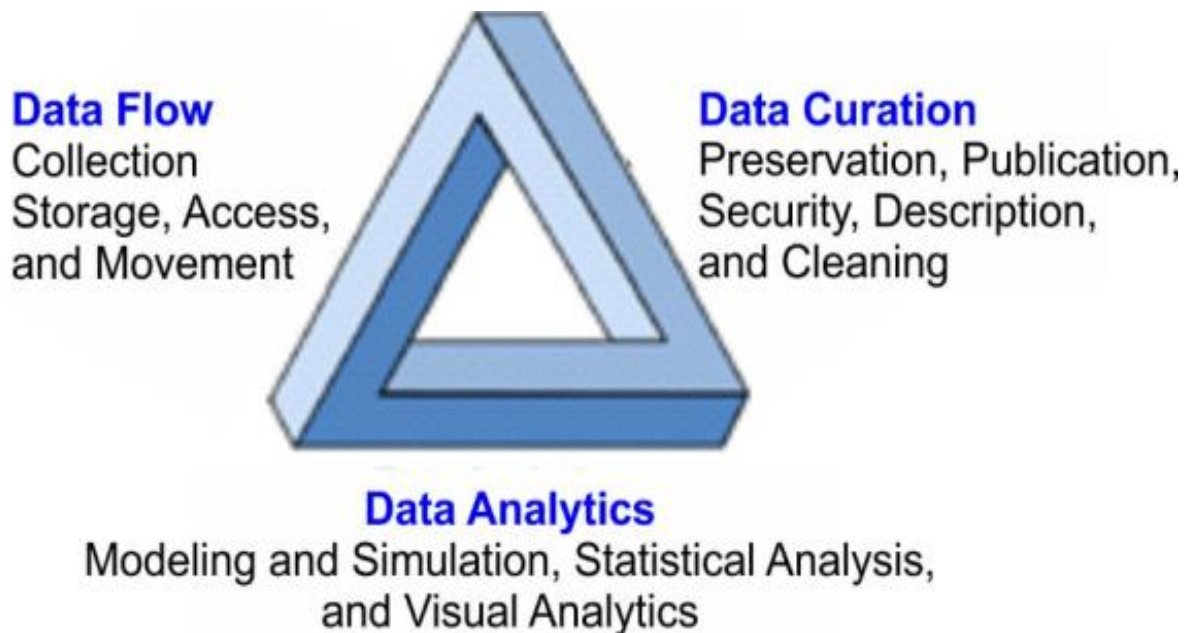 Data Flow
Collection
Storage, Access,
and Movement
Data Curation
Preservation, Publication,
Security, Description,
and Cleaning
Data Analytics
Modeling and Simulation, Statistical Analysis,
and Visual Analytics